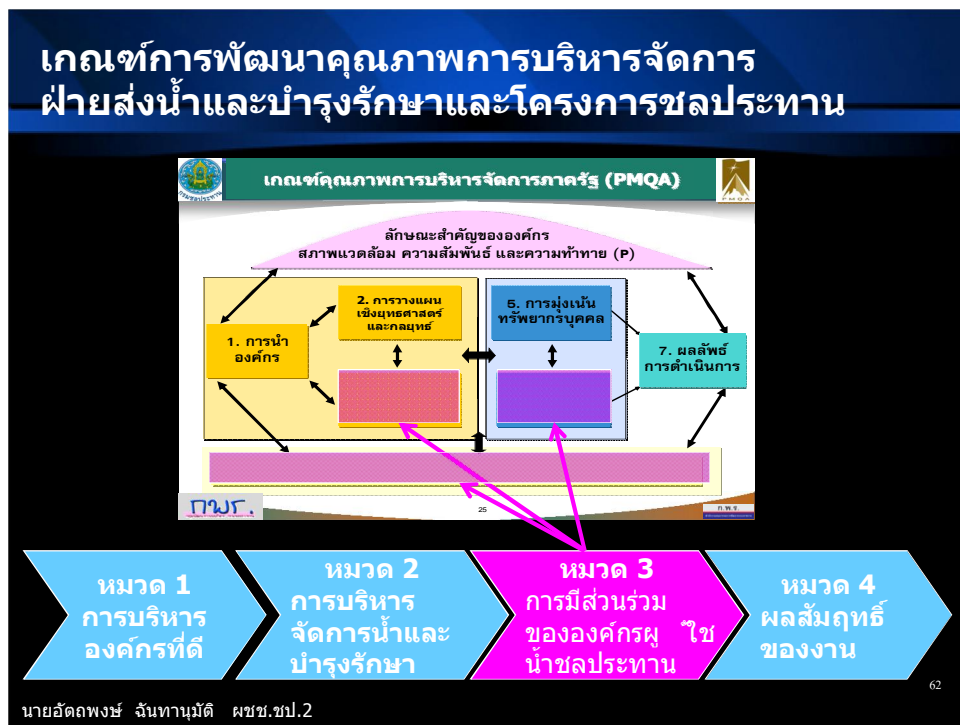 เกณฑ์การพัฒนาคุณภาพการบริหารจัดการ
ฝ่ายส่งน้ำและบำรุงรักษาและโครงการชลประทาน
เกณฑ์คุณภาพการบริหารจัดการภาครัฐ (PMQA)
กรมชลประทาน
PMQA
ลักษณะสำคัญขององค์กร
สภาพแวดล้อม ความสัมพันธ์ และความท้าทาย (P)
2. การวางแผน
เชิงยุทธศาสตร์
และกลยุทธ์
5. การมุ่งเน้น
ทรัพยากรบุคคล
1. การนำ
องค์กร
7. ผลลัพธ์
การดำเนินการ
กพร.
25
ก.พ.ร.
หมวด 1
การบริหาร
องค์กรที่ดี
หมวด 2
การบริหาร
จัดการน้ำและ
บำรุงรักษา
หมวด 3
การมีส่วนร่วม
ขององค์กรผู ้ใช
น้ำชลประทาน
หมวด 4
ผลสัมฤทธิ์
ของงาน
62
นายอัตถพงษ์ ฉันทานุมัติ ผชช.ชป.2